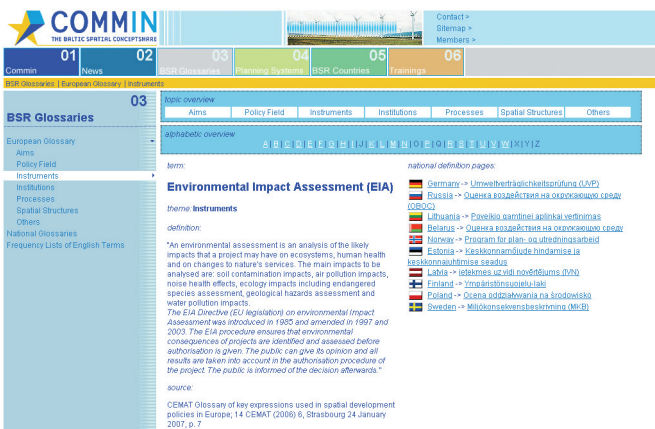 COMMIN
THE BALTIC SPATIAL CONCEPTSHARE
Contact >
Sitemap >
Members >
01
Commin
02
News
03
BSR Glossaries
04
Planning Systems
05
BSR Countries
06
Trainings
BSR Glossaries | European Glossary | Instruments
03
BSR Glossaries
European Glossary
Aims
Policy Field
Instruments
Institutions
Processes
Spatial Structures
Others
National Glossaries
Frequency Lists of English Terms
topic overview
Aims Policy Field Instruments Institutions Processes Spatial Structures Others
alphabetic overview
A|B|C|D|E|F|G|H|I|J|K|L|M|N|O|P|Q|R|S|T|U|V|W|X|Y|Z
term:
Environmental Impact Assessment (EIA)
theme: Instruments
definition:
"An environmental assessment is an analysis of the likely
impacts that a project may have on ecosystems, human health
and on changes to nature's services. The main impacts to be
analysed are: soil contamination impacts, air pollution impacts,
noise health effects, ecology impacts including endangered
species assessment, geological hazards assessment and
water pollution impacts.
The EIA Directive (EU legislation) on environmental Impact
Assessment was introduced in 1985 and amended in 1997 and
2003. The EIA procedure ensures that environmental
consequences of projects are identified and assessed before
authorisation is given. The public can give its opinion and all
results are taken into account in the authorisation procedure of
the project. The public is informed of the decision afterwards."
source:
CEMAT Glossary of key expressions used in spatial development
policies in Europe; 14 CEMAT (2006) 6, Strasbourg 24 January
2007, p. 7
national definition pages:
Germany -> Umweltverträglichkeitsprüfung (UVP)
Russia -> Оценка воздействия на окружающую среду
(ОВОС)
Lithuania -> Poveikio gamtinei aplinkai vertinimas
Belarus -> Оценка воздействия на окружающую среду
Norway -> Program for plan- og utredningsarbeid
Estonia -> Keskkonnamõjude hindamise ja
keskkonnajuhtimise seadus
Latvia -> ietekmes uz vidi novērtējums (IVN)
Finland -> Ympäristönsuojelu-laki
Poland -> Ocena oddziaływania na środowisko
Sweden -> Miljökonsekvensbeskrivning (MKB)